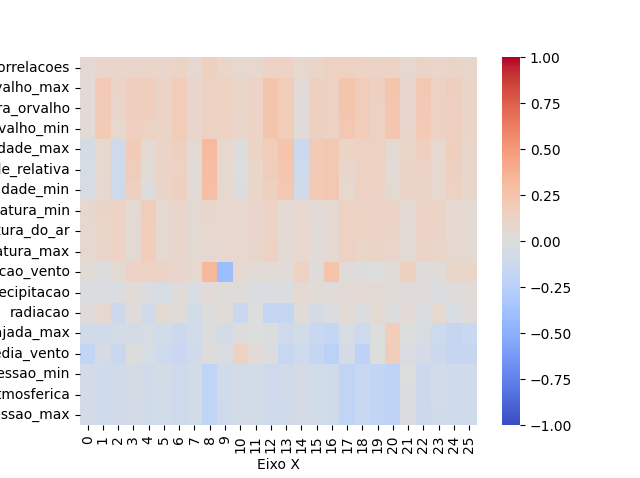 orrelacoes
valho_max
ra_orvalho
valho_min
dade_max
le_relativa
dade_min
atura_min
tura_do_ar
atura_max
cao_vento
ecipitacao
radiacao
ajada_max
edia_vento
essao_min
tmosferica
essao_max
0 1 2 3 4 5 6 7 8 9 10 11 12 13 14 15 16 17 18 19 20 21 22 23 24 25
Eixo X
1.00
0.75
0.50
0.25
0.00
−0.25
−0.50
−0.75
−1.00